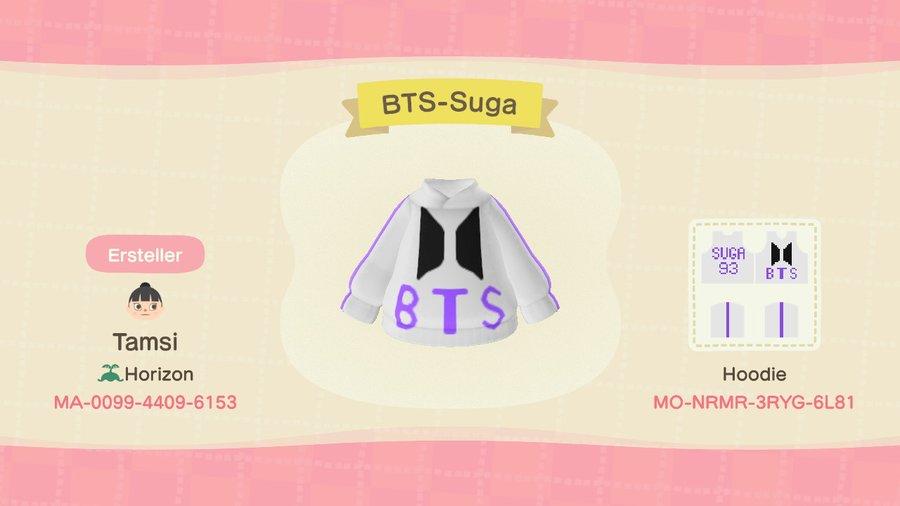 BTS-Suga
BTS
Ersteller
Tamsi
Horizon
MA-0099-4409-6153
SUGA
93
BTS
Hoodie
MO-NRMR-3RYG-6L81